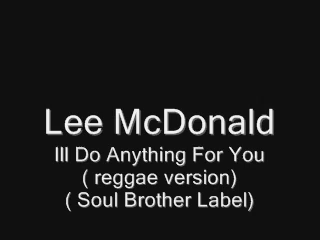 Lee McDonald
Ill Do Anything For You
( reggae version)
( Soul Brother Label)